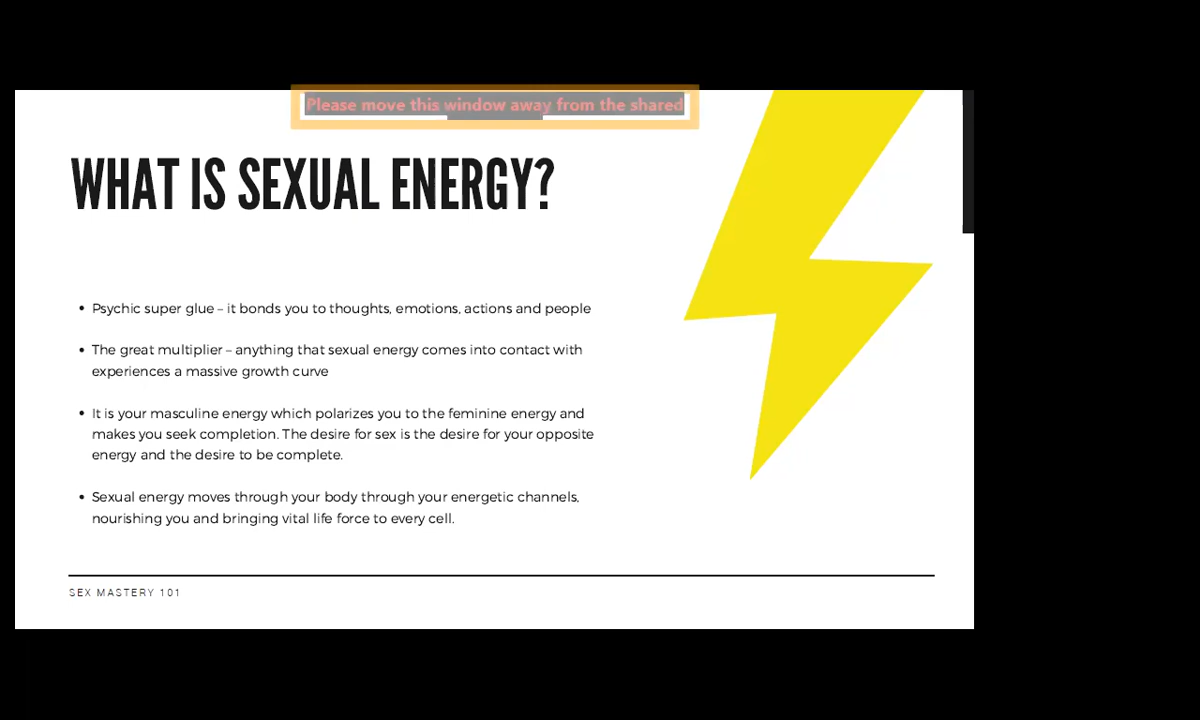 Please move this window away from the shared
WHAT IS SEXUAL ENERGY?
• Psychic super glue – it bonds you to thoughts, emotions, actions and people
• The great multiplier – anything that sexual energy comes into contact with
experiences a massive growth curve
• It is your masculine energy which polarizes you to the feminine energy and
makes you seek completion. The desire for sex is the desire for your opposite
energy and the desire to be complete.
• Sexual energy moves through your body through your energetic channels,
nourishing you and bringing vital life force to every cell.
SEX MASTERY 101